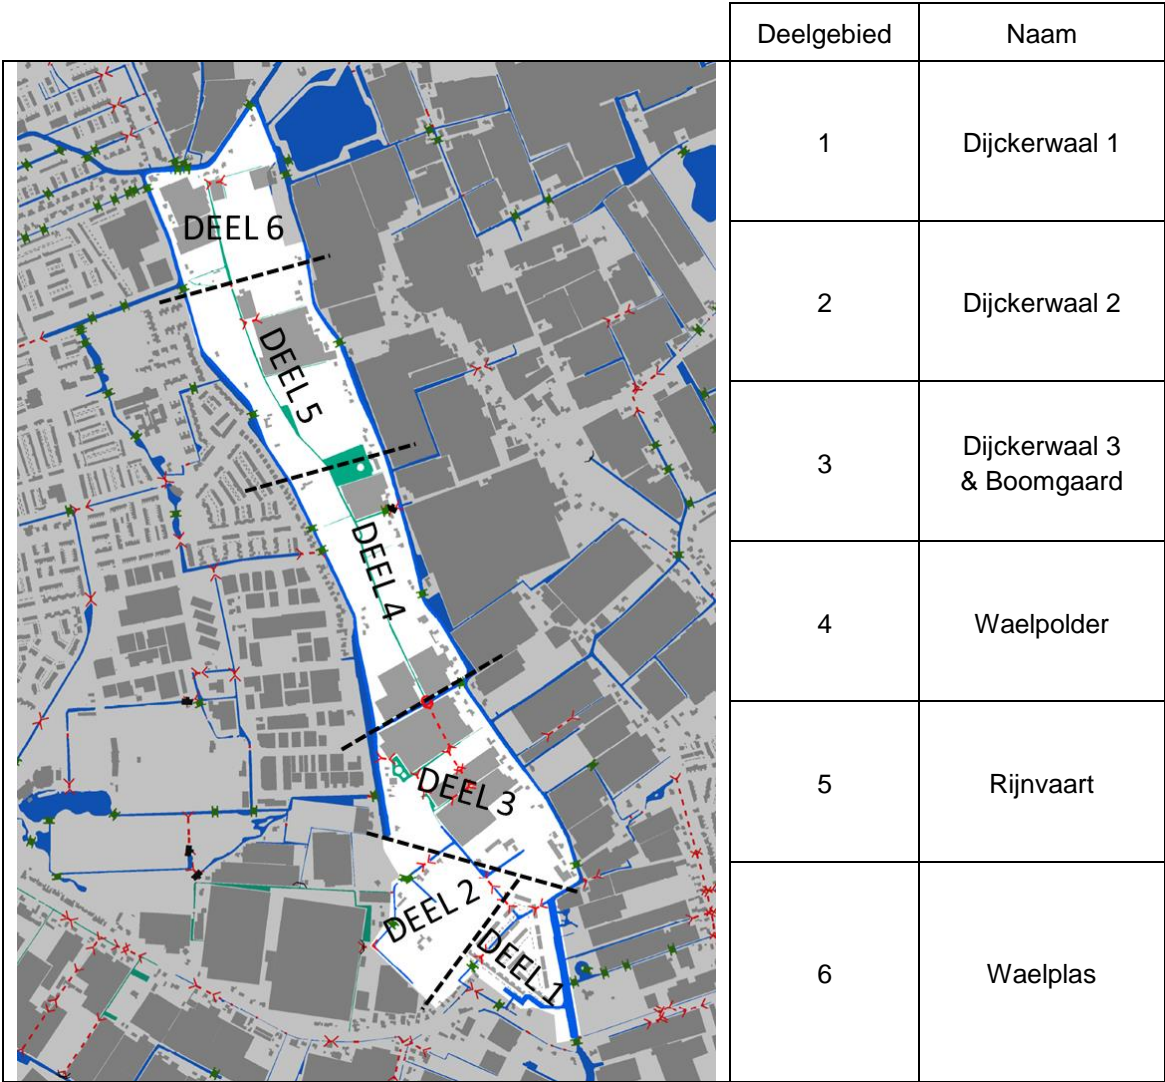 Deelgebied Naam
1 Dijckerwaal 1
2 Dijckerwaal 2
3 Dijckerwaal 3
& Boomgaard
4 Waelpolder
5 Rijnvaart
6 Waelplas
DEEL 6
DEEL 5
DEEL 4
DEEL 3
DEEL 2
DEEL 1